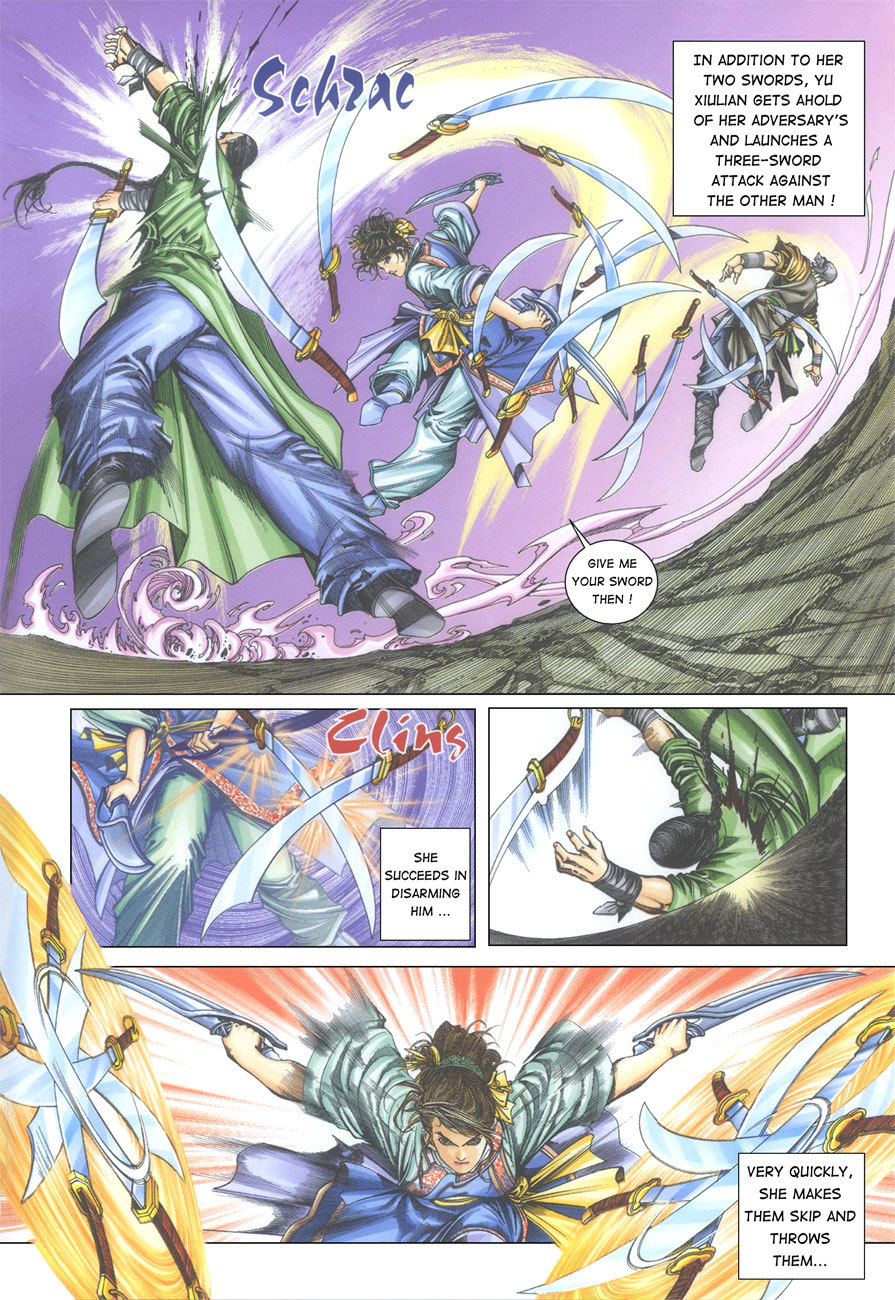 Schrac
IN ADDITION TO HER
TWO SWORDS, YU
XIULIAN GETS AHOLD
OF HER ADVERSARY'S
AND LAUNCHES A
THREE-SWORD
ATTACK AGAINST
THE OTHER MAN !
GIVE ME
YOUR SWORD
THEN !
Cling
SHE
SUCCEEDS IN
DISARMING
HIM ...
VERY QUICKLY,
SHE MAKES
THEM SKIP AND
THROWS
THEM...